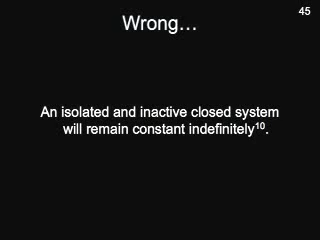 45
Wrong...
An isolated and inactive closed system
will remain constant indefinitely¹⁰.